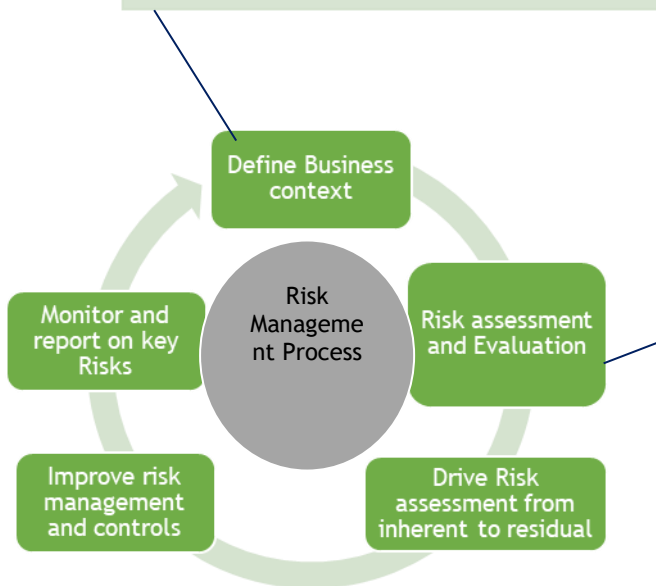 Define Business
context
Risk
Manageme
nt Process
Risk assessment
and Evaluation
Drive Risk
assessment from
inherent to residual
Improve risk
management
and controls
Monitor and
report on key
Risks